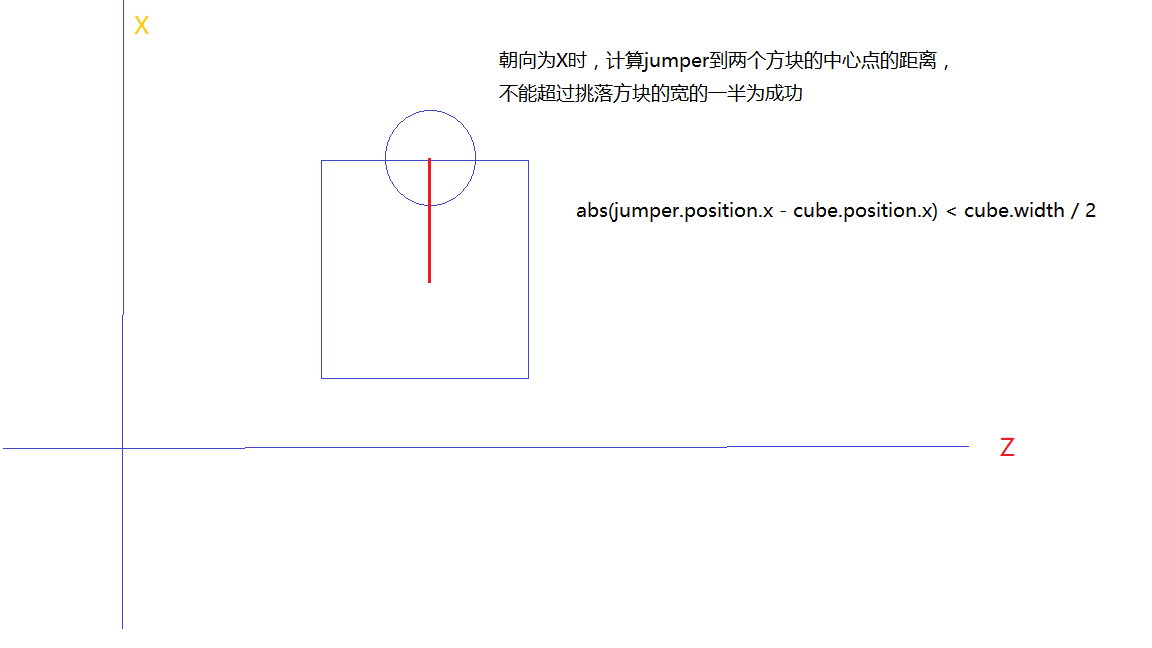 X
朝向为X时，计算jumper到两个方块的中心点的距离，
不能超过挑落方块的宽的一半为成功
abs(jumper.position.x - cube.position.x) < cube.width / 2
Z